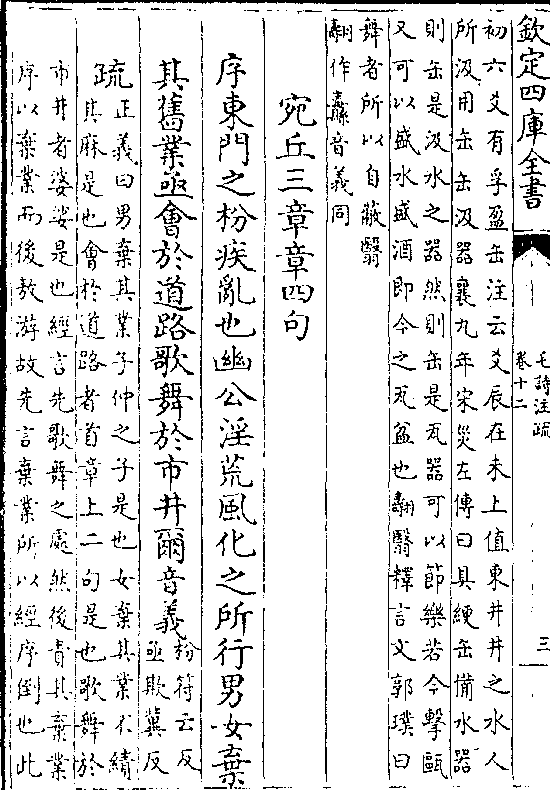 欽定四庫全書
毛詩注疏
卷十二
三
初六爻有孚盈缶注云爻辰在未上值東井井之水人
所汲用缶缶汲器襄九年宋災左傳曰具綆缶備水器
則缶是汲水之器然則缶是瓦器可以節樂若今擊甌
又可以盛水盛酒即今之瓦盆也翿翳釋言文郭璞曰
舞者所以自蔽翳
翿作纛音義同
宛丘三章章四句
序東門之枌疾亂也幽公淫荒風化之所行男女棄
其舊業亟會於道路歌舞於市井爾音義枌符云反
亟欺冀反
疏正義曰男棄其業子仲之子是也女棄其業不績
其麻是也會於道路者首章上二句是也歌舞於
市井者婆娑是也經言先歌舞之處然後責其棄業
序以棄業而後敖游故先言棄業所以經序倒也此